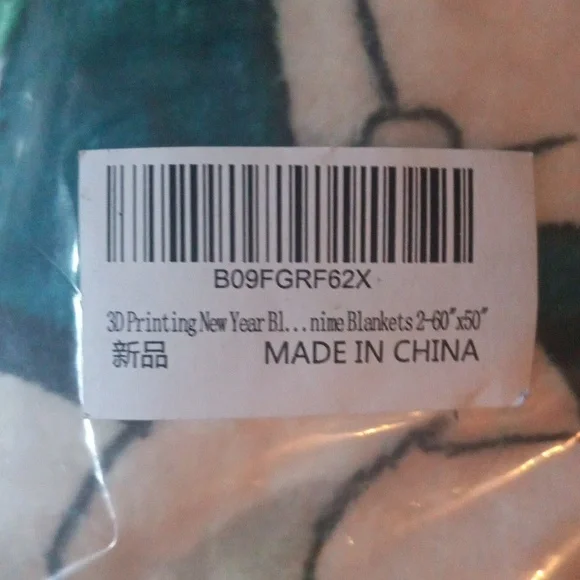 B09FGRF62X
3D Printing New Year Bl...nime Blankets 2-60"x50"
新品 MADE IN CHINA